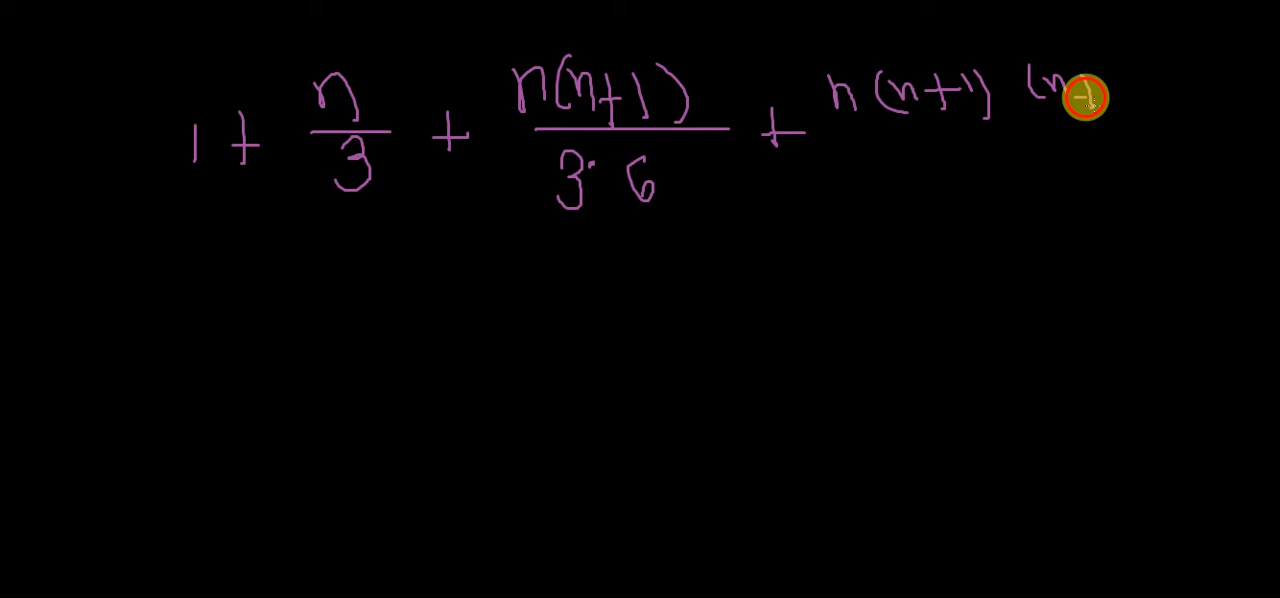 1 + n/3 + n(n+1)/3·6 + n(n+1)(n